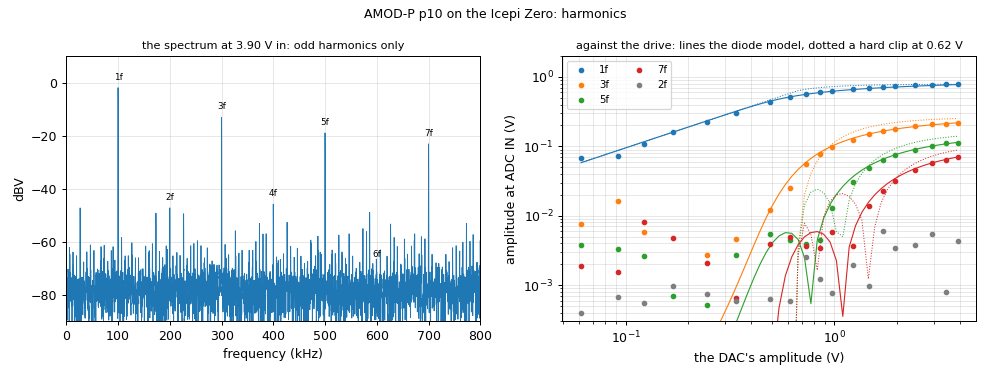 AMOD-P p10 on the Icepi Zero: harmonics
the spectrum at 3.90 V in: odd harmonics only
dBV
0
−20
−40
−60
−80
1f
2f
3f
4f
5f
6f
7f
0 100 200 300 400 500 600 700 800
frequency (kHz)
against the drive: lines the diode model, dotted a hard clip at 0.62 V
amplitude at ADC IN (V)
10⁰
10⁻¹
10⁻²
10⁻³
1f 7f
3f 2f
5f
10⁻¹ 10⁰
the DAC's amplitude (V)